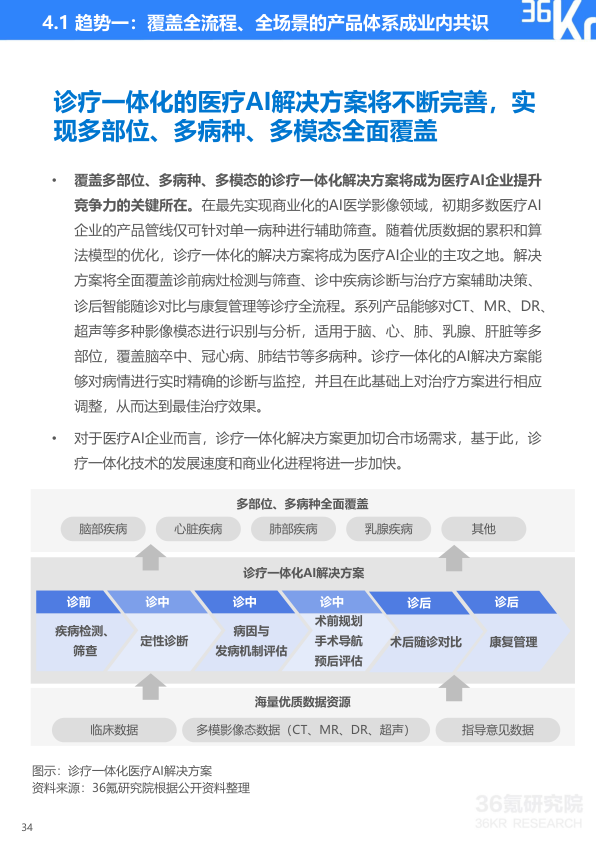 4.1 趋势一：覆盖全流程、全场景的产品体系成业内共识
36Kr
诊疗一体化的医疗AI解决方案将不断完善，实
现多部位、多病种、多模态全面覆盖
• 覆盖多部位、多病种、多模态的诊疗一体化解决方案将成为医疗AI企业提升
竞争力的关键所在。在最先实现商业化的AI医学影像领域，初期多数医疗AI
企业的产品管线仅可针对单一病种进行辅助筛查。随着优质数据的累积和算
法模型的优化，诊疗一体化的解决方案将成为医疗AI企业的主攻之地。解决
方案将全面覆盖诊前病灶检测与筛查、诊中疾病诊断与治疗方案辅助决策、
诊后智能随诊对比与康复管理等诊疗全流程。系列产品能够对CT、MR、DR、
超声等多种影像模态进行识别与分析，适用于脑、心、肺、乳腺、肝脏等多
部位，覆盖脑卒中、冠心病、肺结节等多病种。诊疗一体化的AI解决方案能
够对病情进行实时精确的诊断与监控，并且在此基础上对治疗方案进行相应
调整，从而达到最佳治疗效果。
• 对于医疗AI企业而言，诊疗一体化解决方案更加切合市场需求，基于此，诊
疗一体化技术的发展速度和商业化进程将进一步加快。
多部位、多病种全面覆盖
脑部疾病 心脏疾病 肺部疾病 乳腺疾病 其他
诊疗一体化AI解决方案
诊前 诊中 诊中 诊中 诊后 诊后
疾病检测、
筛查
定性诊断
病因与
发病机制评估
术前规划
手术导航
预后评估
术后随诊对比
康复管理
海量优质数据资源
临床数据 多模影像态数据（CT、MR、DR、超声） 指导意见数据
图示：诊疗一体化医疗AI解决方案
资料来源：36氪研究院根据公开资料整理
36氪研究院
36KR RESEARCH
34